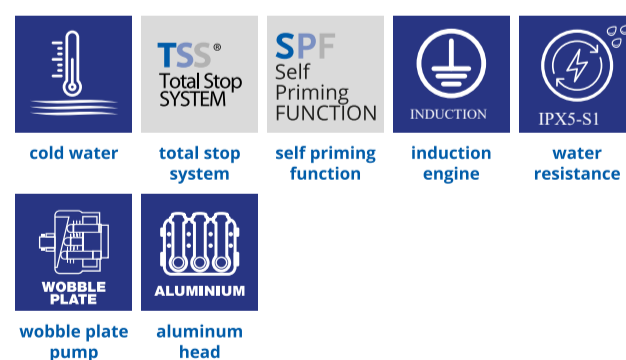 TSS®
Total Stop
SYSTEM
SPF
Self
Priming
FUNCTION
INDUCTION
IPX5-S1
cold water
total stop
system
self priming
function
induction
engine
water
resistance
WOBBLE
PLATE
ALUMINIUM
wobble plate
pump
aluminum
head